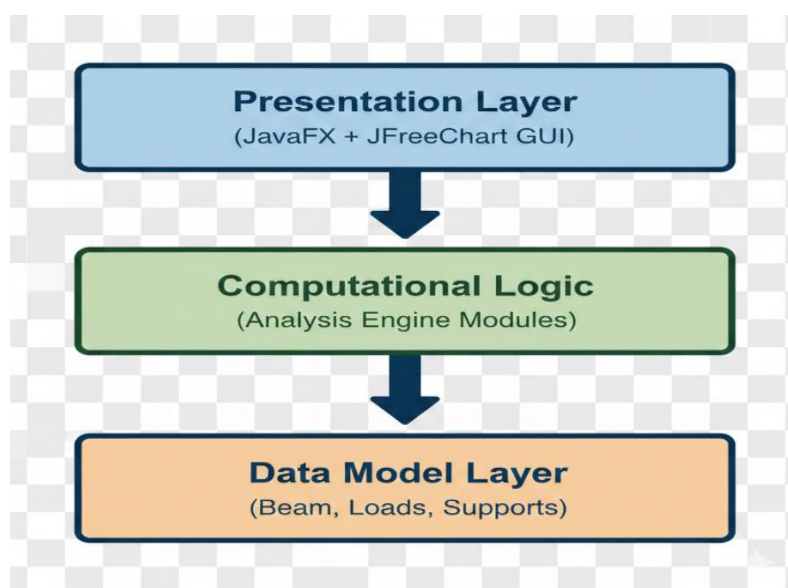 Presentation Layer
(JavaFX + JFreeChart GUI)
Computational Logic
(Analysis Engine Modules)
Data Model Layer
(Beam, Loads, Supports)